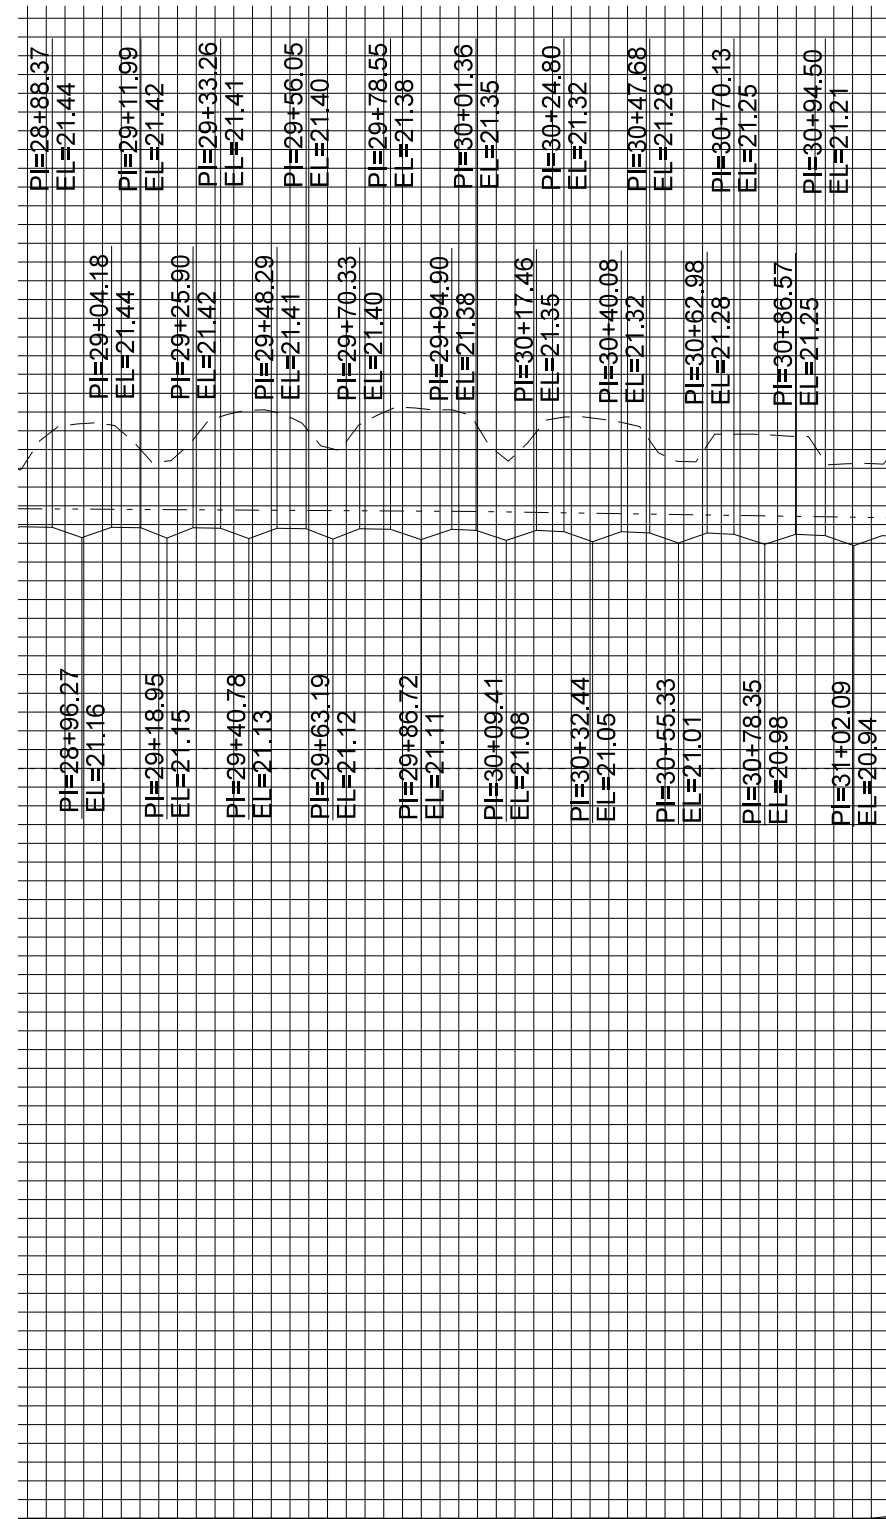 PI=28+88.37
EL=21.44
PI=29+11.99
EL=21.42
PI=29+33.26
EL=21.41
PI=29+56.05
EL=21.40
PI=29+78.55
EL=21.38
PI=30+01.36
EL=21.35
PI=30+24.80
EL=21.32
PI=30+47.68
EL=21.28
PI=30+70.13
EL=21.25
PI=30+94.50
EL=21.21
PI=29+04.18
EL=21.44
PI=29+25.90
EL=21.42
PI=29+48.29
EL=21.41
PI=29+70.33
EL=21.40
PI=29+94.90
EL=21.38
PI=30+17.46
EL=21.35
PI=30+40.08
EL=21.32
PI=30+62.98
EL=21.28
PI=30+86.57
EL=21.25
PI=28+96.27
EL=21.16
PI=29+18.95
EL=21.15
PI=29+40.78
EL=21.13
PI=29+63.19
EL=21.12
PI=29+86.72
EL=21.11
PI=30+09.41
EL=21.08
PI=30+32.44
EL=21.05
PI=30+55.33
EL=21.01
PI=30+78.35
EL=20.98
PI=31+02.09
EL=20.94